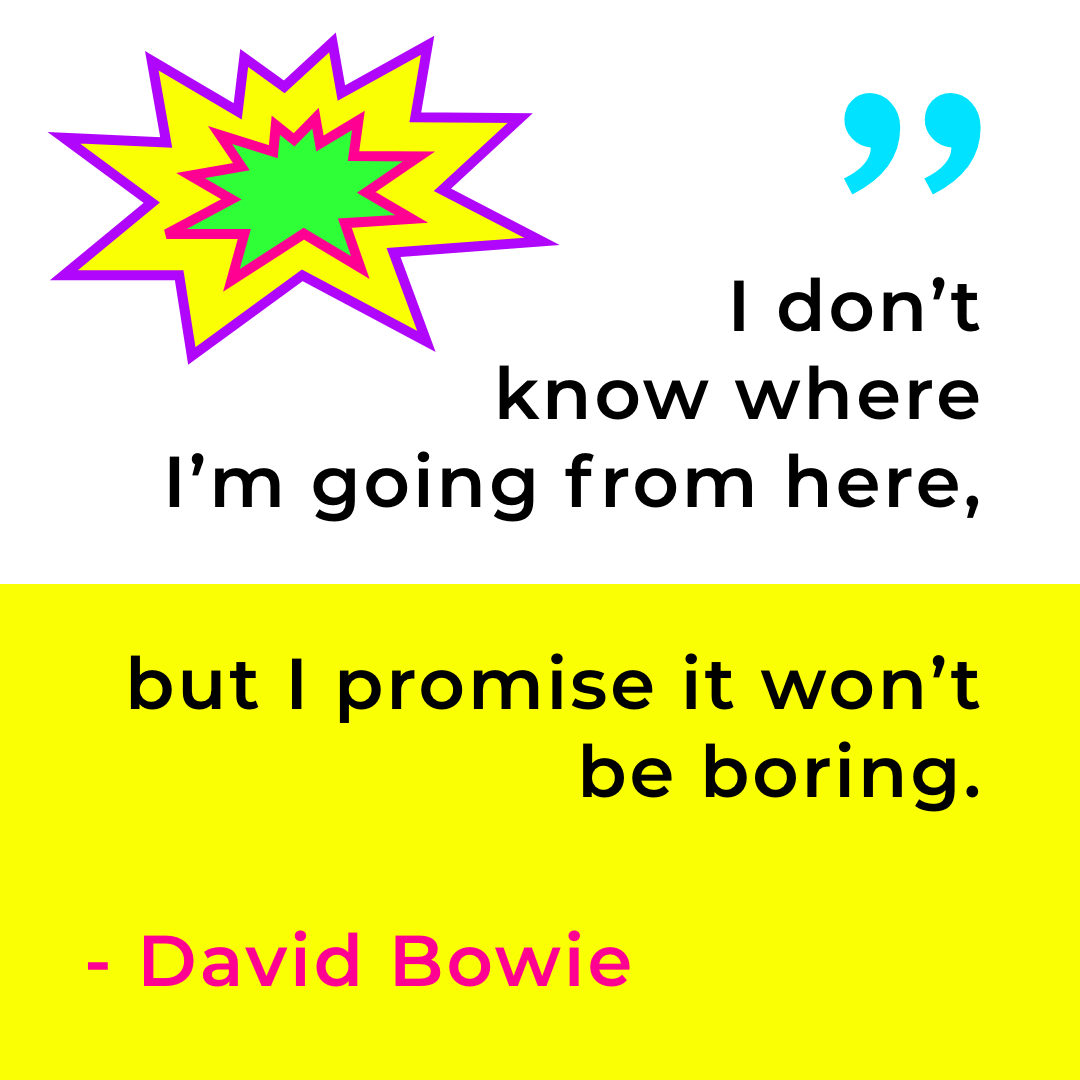 ”
I don’t
know where
I’m going from here,
but I promise it won’t
be boring.
- David Bowie